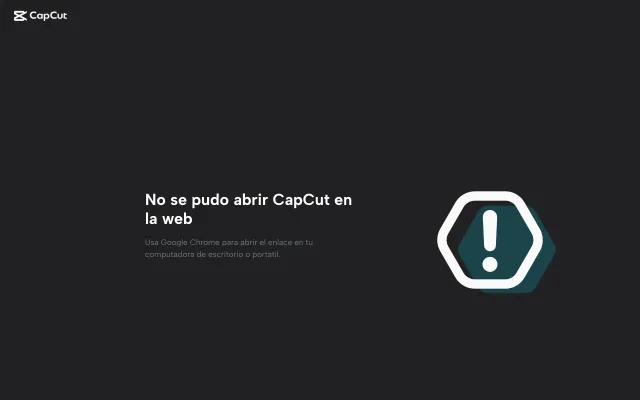 CapCut
No se pudo abrir CapCut en
la web
Usa Google Chrome para abrir el enlace en tu
computadora de escritorio o portátil.